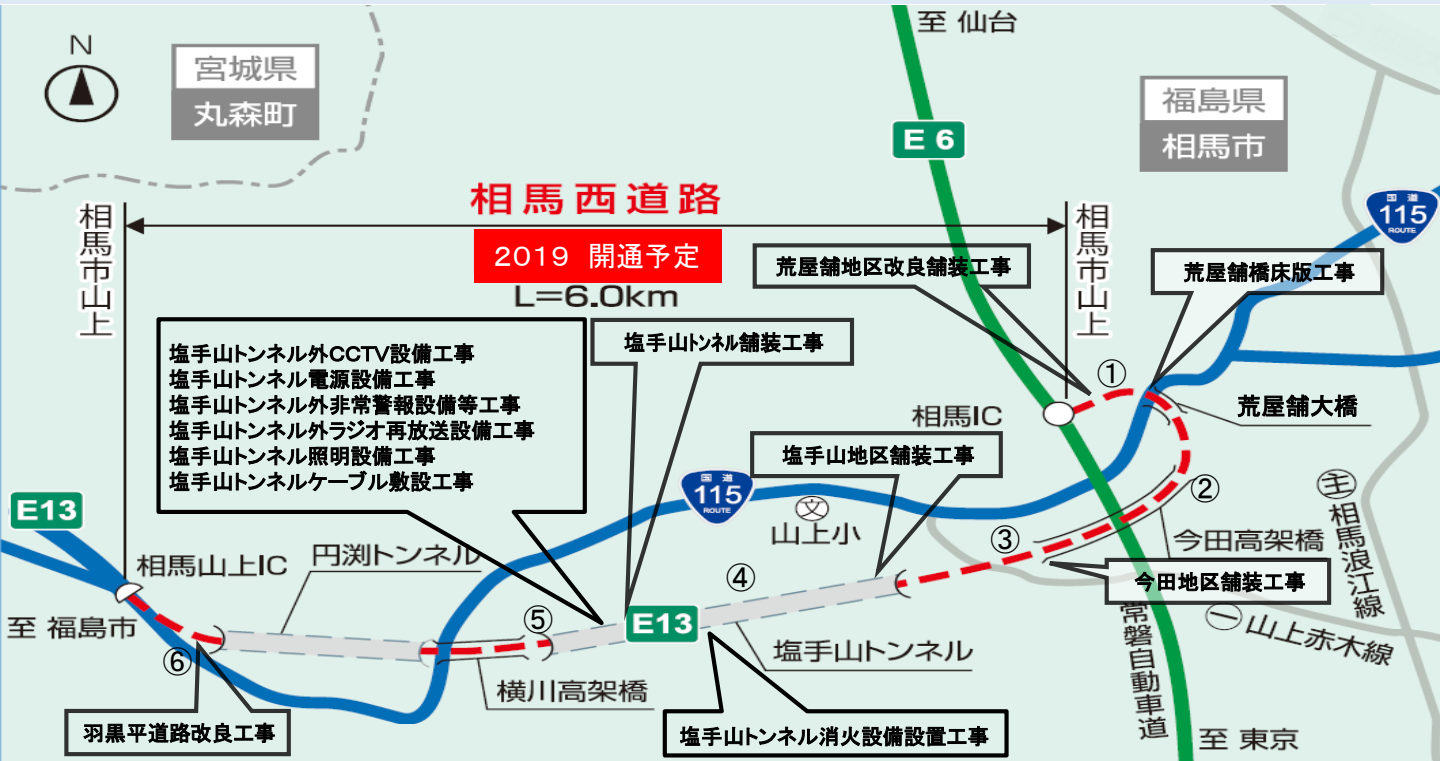 至 仙台
N
宮城県
丸森町
福島県
相馬市
E 6
相馬西道路
相馬市山上
相馬市山上
国道
115
ROUTE
2019 開通予定
L=6.0km
荒屋舗地区改良舗装工事
荒屋舗橋床版工事
塩手山トンネル外CCTV設備工事
塩手山トンネル電源設備工事
塩手山トンネル外非常警報設備等工事
塩手山トンネル外ラジオ再放送設備工事
塩手山トンネル照明設備工事
塩手山トンネルケーブル敷設工事
塩手山トンネル舗装工事
①
荒屋舗大橋
相馬IC
塩手山地区舗装工事
国道
115
ROUTE
②
主
相馬浪江線
E13
文
山上小
③
今田高架橋
円渕トンネル
相馬山上IC
④
今田地区舗装工事
⑤
E13
一
山上赤木線
至 福島市
常磐自動車道
塩手山トンネル
⑥
横川高架橋
羽黒平道路改良工事
塩手山トンネル消火設備設置工事
至 東京